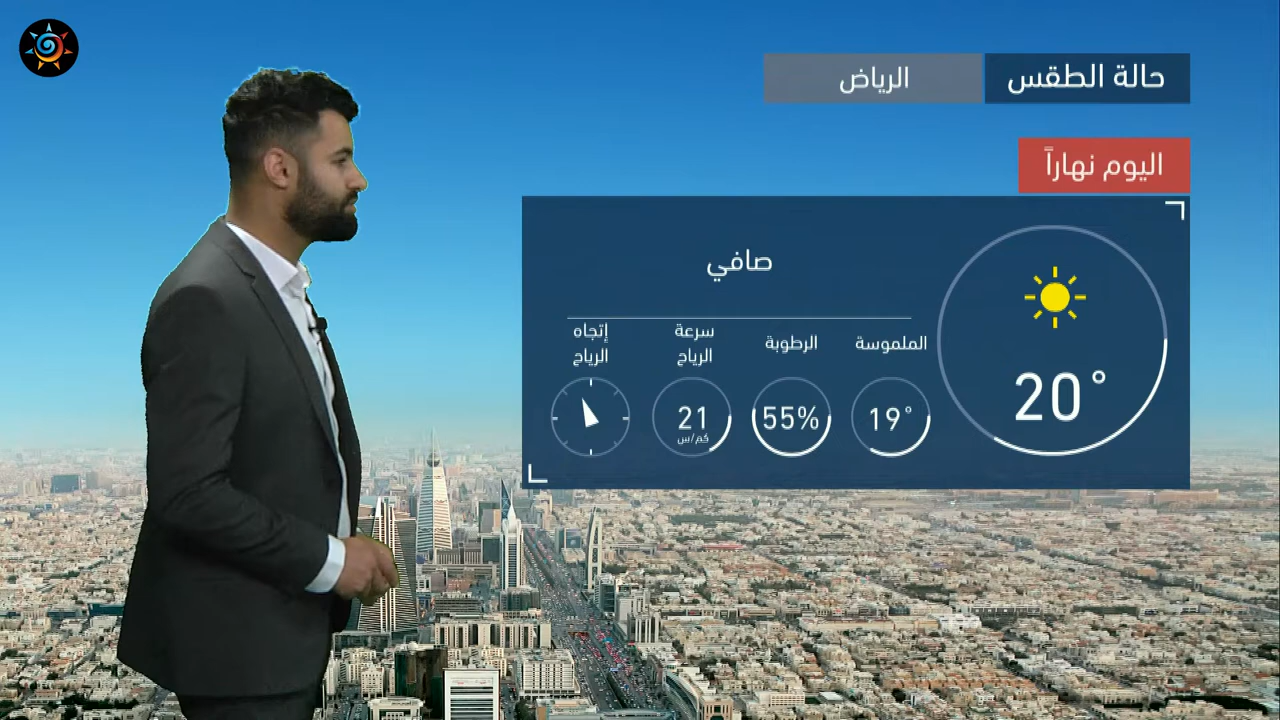 حالة الطقس
الرياض
اليوم نهاراً
صافي
20°
الملموسة
19°
الرطوبة
55%
سرعة
الرياح
21
كم/س
إتجاه
الرياح